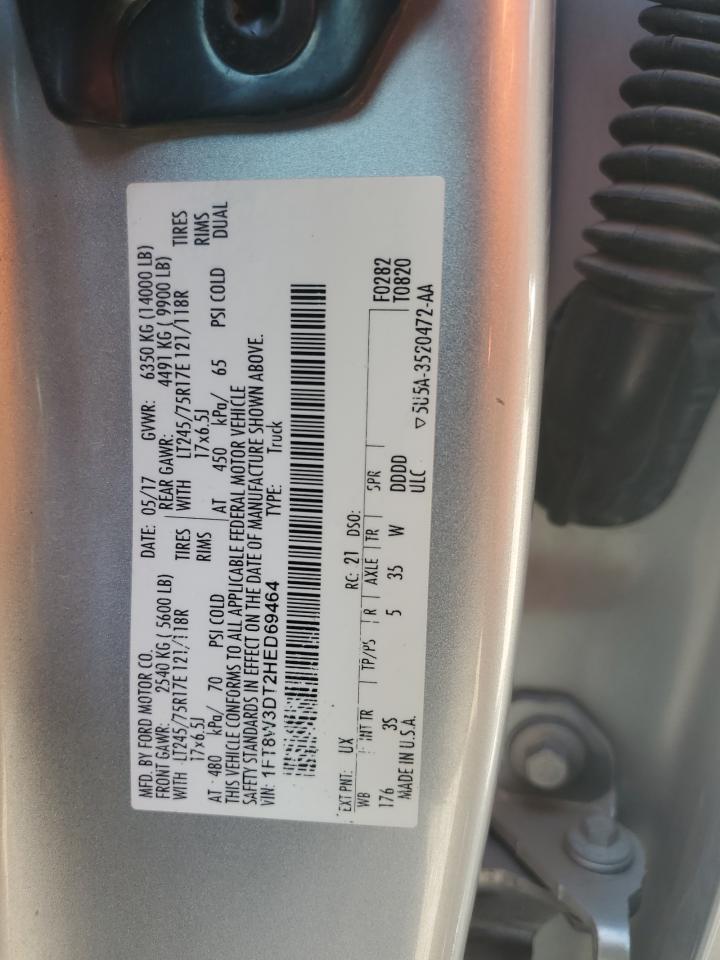 MFD. BY FORD MOTOR CO.
DATE: 05/17 GVWR: 6350 KG (14000 LB)
FRONT GAWR: 2540 KG ( 5600 LB) REAR GAWR: 4491 KG ( 9900 LB)
WITH LT245/75R17E 121/118R TIRES WITH LT245/75R17E 121/118R TIRES
17x6.5J RIMS 17x6.5J RIMS
AT 480 kPa/ 70 PSI COLD AT 450 kPa/ 65 PSI COLD DUAL
THIS VEHICLE CONFORMS TO ALL APPLICABLE FEDERAL MOTOR VEHICLE
SAFETY STANDARDS IN EFFECT ON THE DATE OF MANUFACTURE SHOWN ABOVE.
VIN: 1FT8W3DT2HED69464 TYPE: Truck
F0282
T0820
EXT PNT: UX RC: 21 DSO:
WB INT TR TP/PS R AXLE TR SPR
176 3S 5 35 W DDDD
MADE IN U.S.A. ULC
▽5U5A-3520472-AA